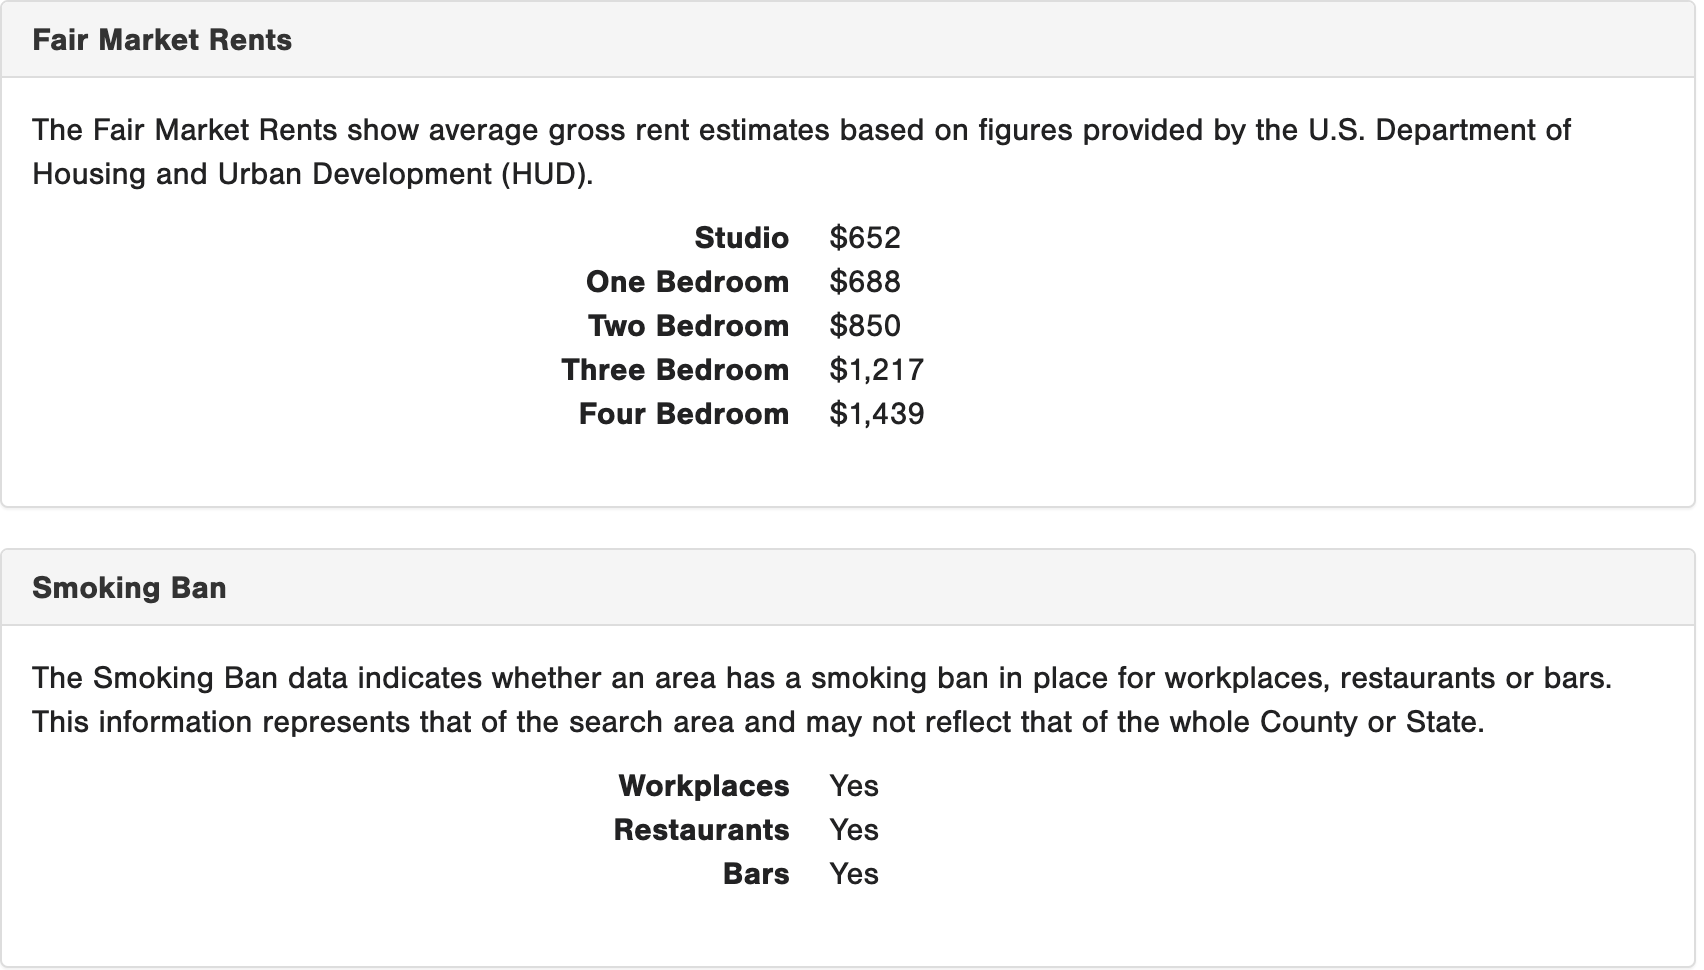 Fair Market Rents
The Fair Market Rents show average gross rent estimates based on figures provided by the U.S. Department of
Housing and Urban Development (HUD).
Studio $652
One Bedroom $688
Two Bedroom $850
Three Bedroom $1,217
Four Bedroom $1,439
Smoking Ban
The Smoking Ban data indicates whether an area has a smoking ban in place for workplaces, restaurants or bars.
This information represents that of the search area and may not reflect that of the whole County or State.
Workplaces Yes
Restaurants Yes
Bars Yes